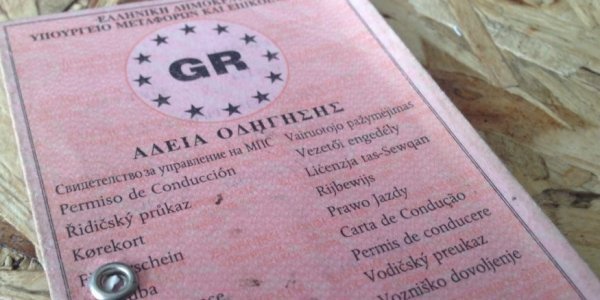 ΕΛΛΗΝΙΚΗ
ΥΠΟΥΡΓΕΙΟ ΜΕΤΑΦΟΡΩΝ ΚΑΙ
GR
ΑΔΕΙΑ ΟΔΗΓΗΣΗΣ
Свидетелство за управление на МПС
Permiso de Conducción
Řidičský průkaz
Kørekort
Vairuotojo pažymėjimas
Vezetői engedély
Liċenzja tas-Sewqan
Rijbewijs
Prawo Jazdy
Carta de Condução
Permis de conducere
Vodičský preukaz
Vozniško dovoljenje